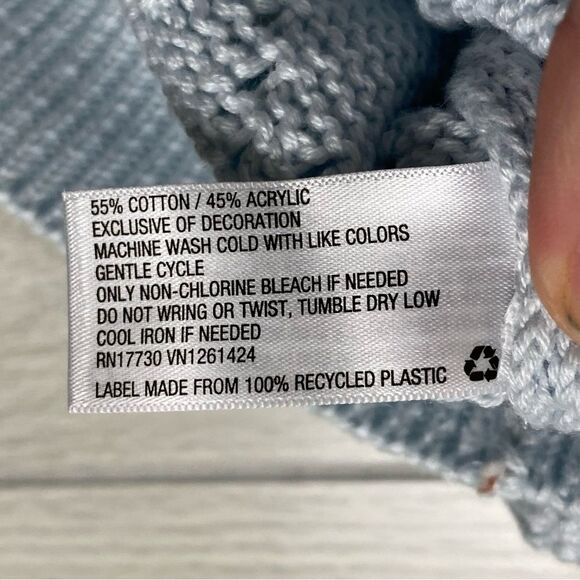 55% COTTON / 45% ACRYLIC
EXCLUSIVE OF DECORATION
MACHINE WASH COLD WITH LIKE COLORS
GENTLE CYCLE
ONLY NON-CHLORINE BLEACH IF NEEDED
DO NOT WRING OR TWIST, TUMBLE DRY LOW
COOL IRON IF NEEDED
RN17730 VN1261424
LABEL MADE FROM 100% RECYCLED PLASTIC